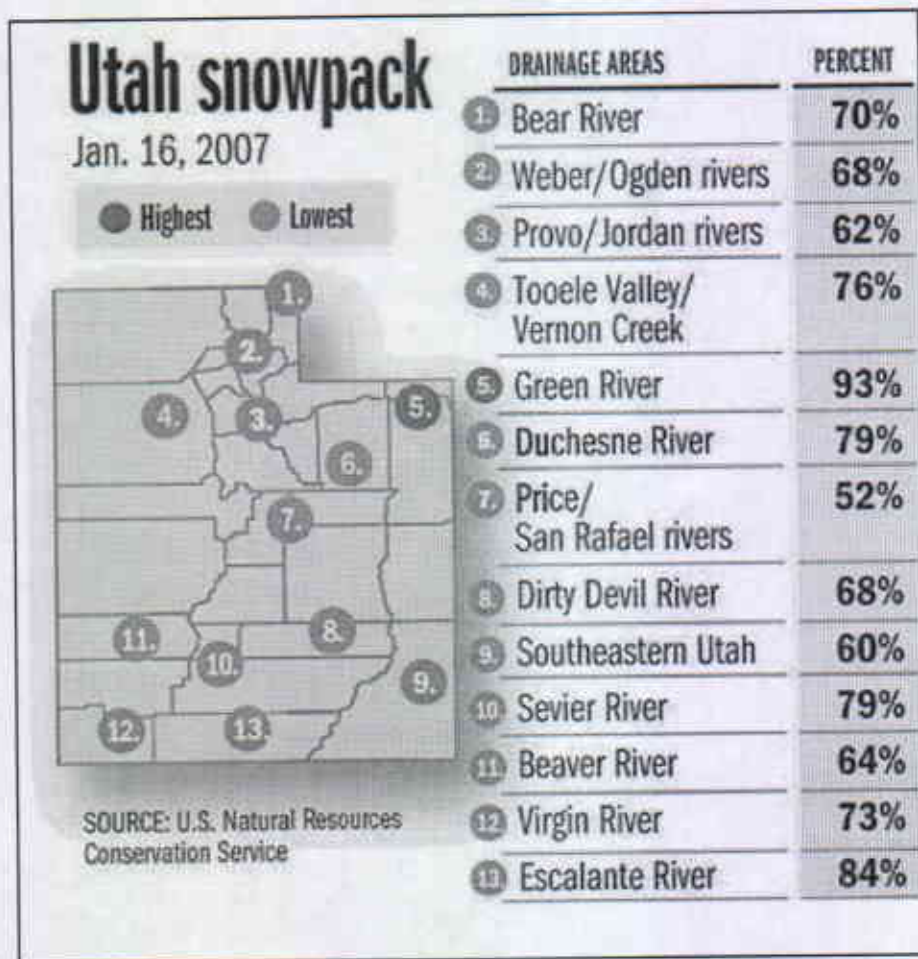 Utah snowpack
Jan. 16, 2007
Highest Lowest
1.
2.
3.
4.
5.
6.
7.
8.
9.
10.
11.
12.
13.
SOURCE: U.S. Natural Resources
Conservation Service
DRAINAGE AREAS PERCENT
1. Bear River 70%
2. Weber/Ogden rivers 68%
3. Provo/Jordan rivers 62%
4. Tooele Valley/ 76%
Vernon Creek
5. Green River 93%
6. Duchesne River 79%
7. Price/ 52%
San Rafael rivers
8. Dirty Devil River 68%
9. Southeastern Utah 60%
10. Sevier River 79%
11. Beaver River 64%
12. Virgin River 73%
13. Escalante River 84%